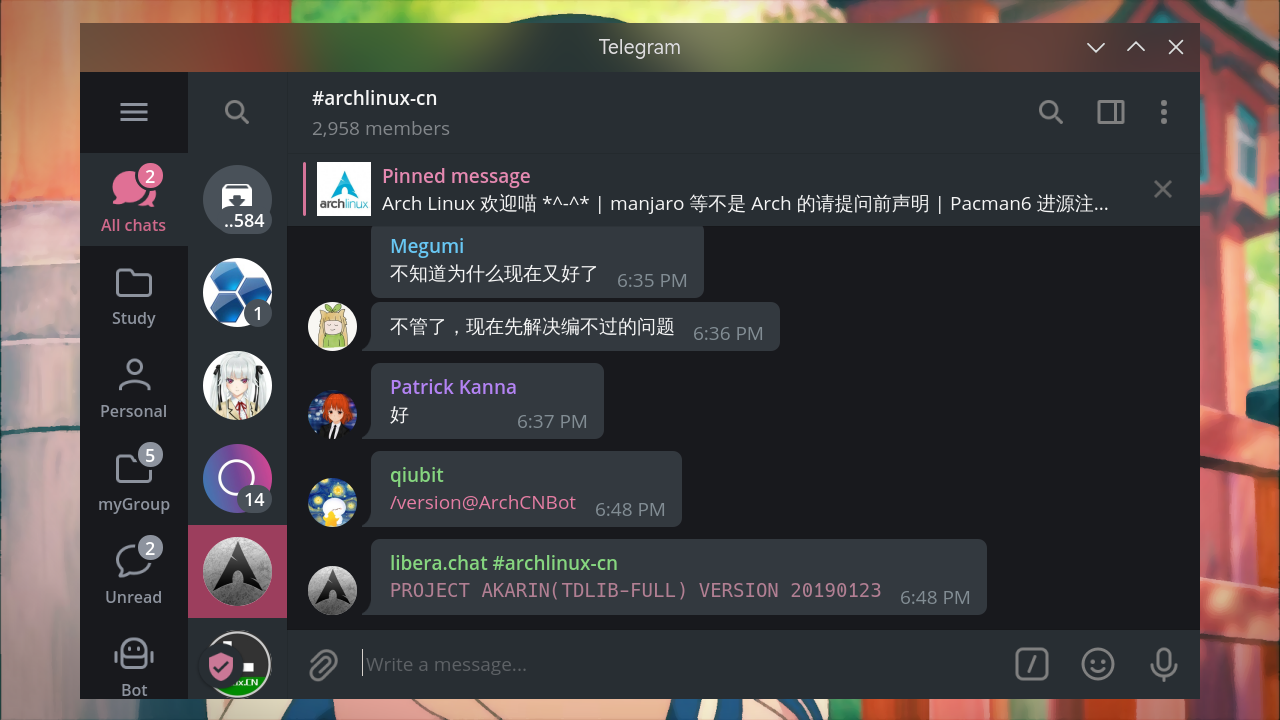 Telegram
#archlinux-cn
2,958 members
Pinned message
archlinux
Arch Linux 欢迎喵 *^-^* | manjaro 等不是 Arch 的请提问前声明 | Pacman6 进源注...
2
All chats
Study
Personal
5
myGroup
2
Unread
Bot
..584
1
14
Megumi
不知道为什么现在又好了 6:35 PM
不管了，现在先解决编不过的问题 6:36 PM
Patrick Kanna
好 6:37 PM
qiubit
/version@ArchCNBot 6:48 PM
libera.chat #archlinux-cn
PROJECT AKARIN(TDLIB-FULL) VERSION 20190123 6:48 PM
Write a message...